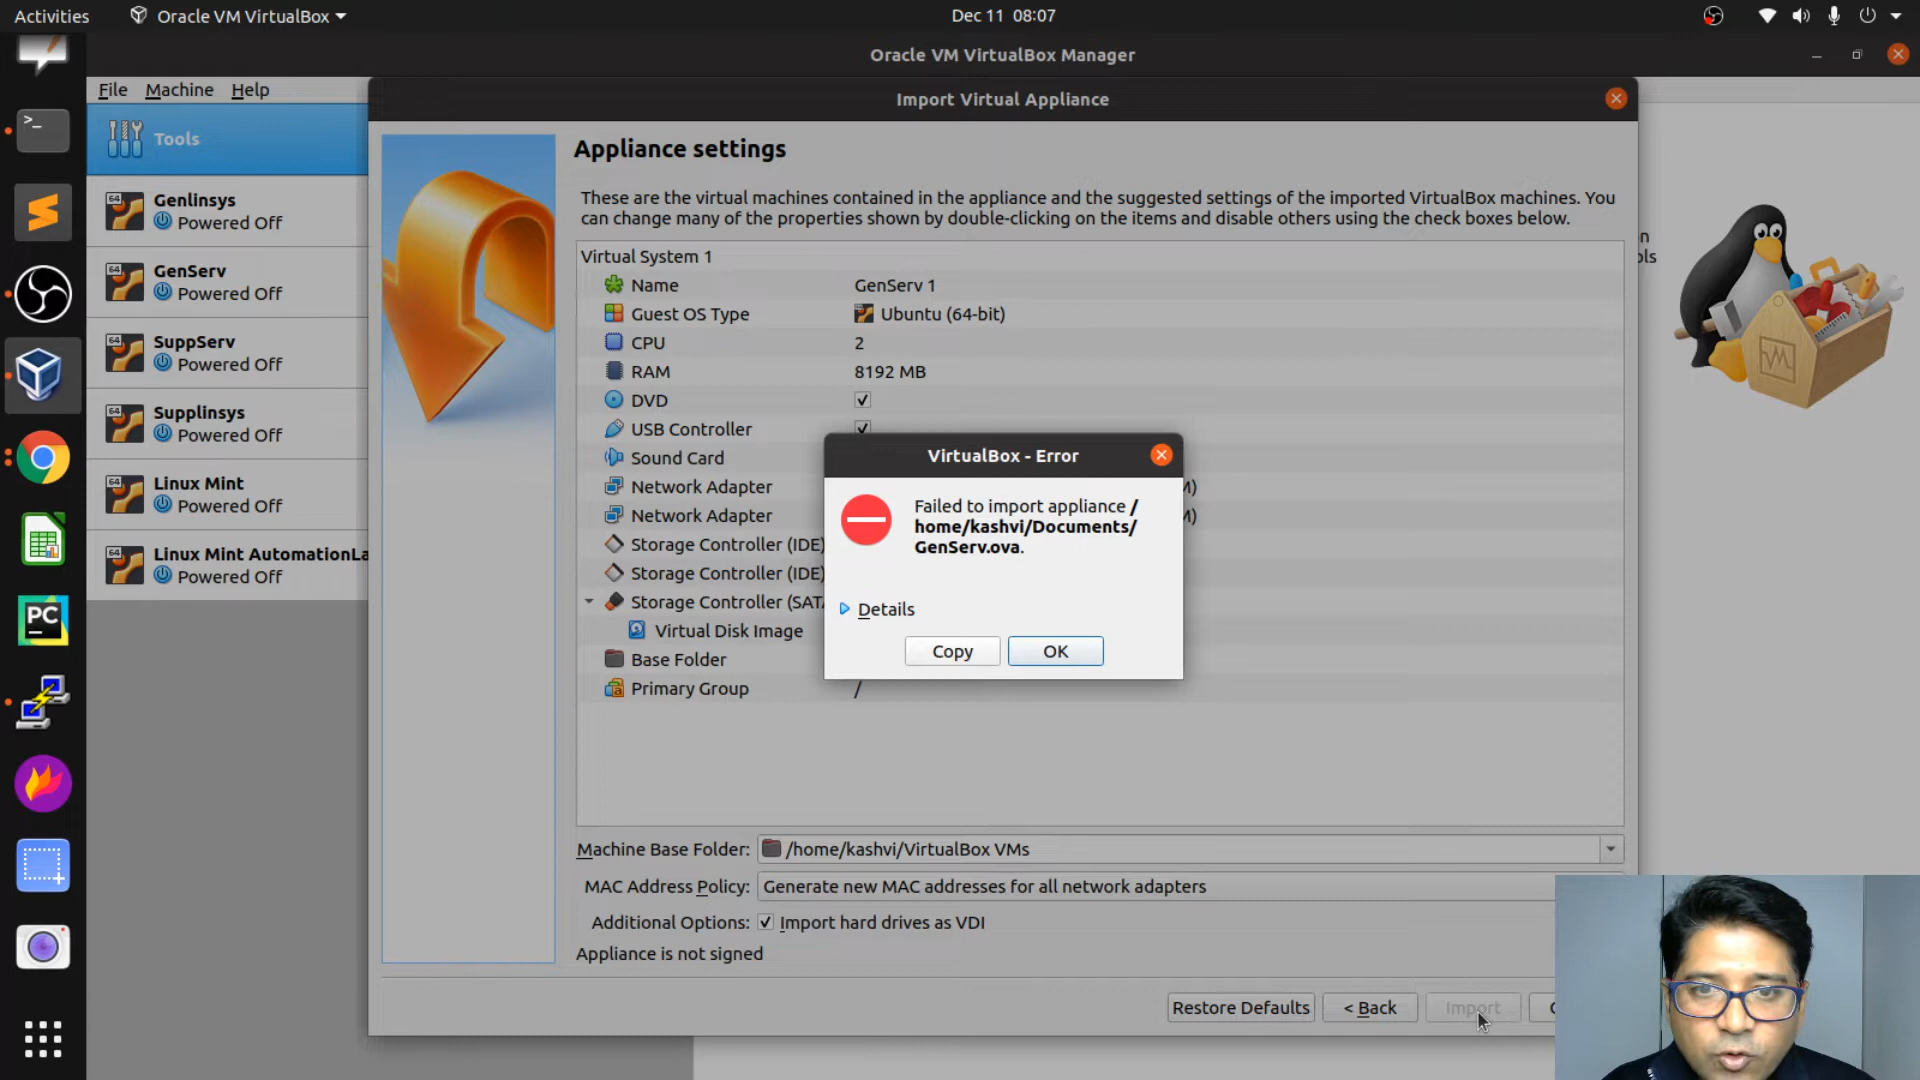 Activities
Oracle VM VirtualBox
Dec 11 08:07
Oracle VM VirtualBox Manager
File Machine Help
Import Virtual Appliance
Tools
Genlinsys
Powered Off
GenServ
Powered Off
SuppServ
Powered Off
Supplinsys
Powered Off
Linux Mint
Powered Off
Linux Mint AutomationLa
Powered Off
Appliance settings
These are the virtual machines contained in the appliance and the suggested settings of the imported VirtualBox machines. You
can change many of the properties shown by double-clicking on the items and disable others using the check boxes below.
Virtual System 1
Name GenServ 1
Guest OS Type Ubuntu (64-bit)
CPU 2
RAM 8192 MB
DVD
USB Controller
Sound Card
Network Adapter
Network Adapter
Storage Controller (IDE)
Storage Controller (IDE)
Storage Controller (SATA
Virtual Disk Image
Base Folder
Primary Group /
VirtualBox - Error
Failed to import appliance /
home/kashvi/Documents/
GenServ.ova.
Details
Copy OK
Machine Base Folder: /home/kashvi/VirtualBox VMs
MAC Address Policy: Generate new MAC addresses for all network adapters
Additional Options: Import hard drives as VDI
Appliance is not signed
Restore Defaults < Back Import
64
64
64
64
64
64
PC